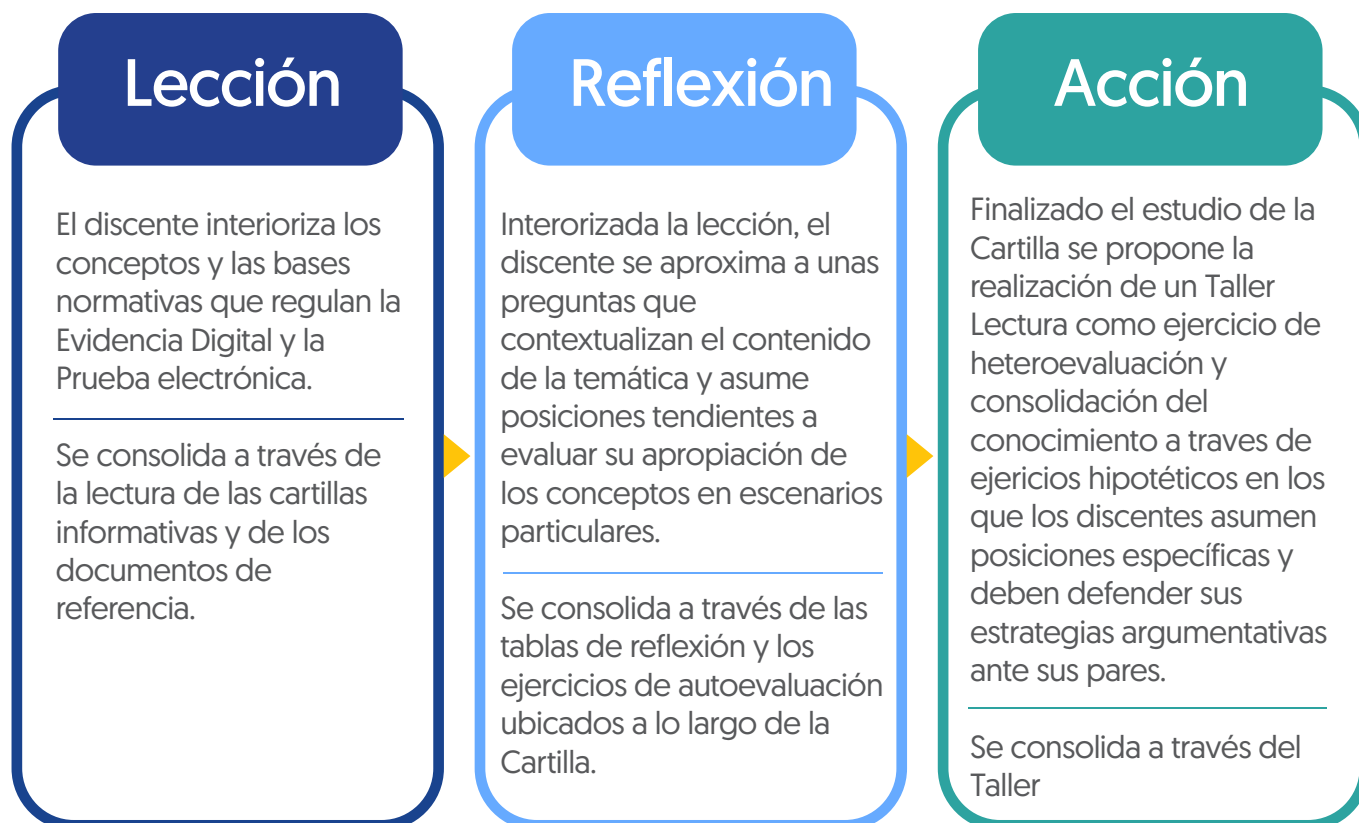 Lección
El discente interioriza los
conceptos y las bases
normativas que regulan la
Evidencia Digital y la
Prueba electrónica.
Se consolida a través de
la lectura de las cartillas
informativas y de los
documentos de
referencia.
Reflexión
Interorizada la lección, el
discente se aproxima a unas
preguntas que
contextualizan el contenido
de la temática y asume
posiciones tendientes a
evaluar su apropiación de
los conceptos en escenarios
particulares.
Se consolida a través de las
tablas de reflexión y los
ejercicios de autoevaluación
ubicados a lo largo de la
Cartilla.
Acción
Finalizado el estudio de la
Cartilla se propone la
realización de un Taller
Lectura como ejercicio de
heteroevaluación y
consolidación del
conocimiento a traves de
ejericios hipotéticos en los
que los discentes asumen
posiciones específicas y
deben defender sus
estrategias argumentativas
ante sus pares.
Se consolida a través del
Taller